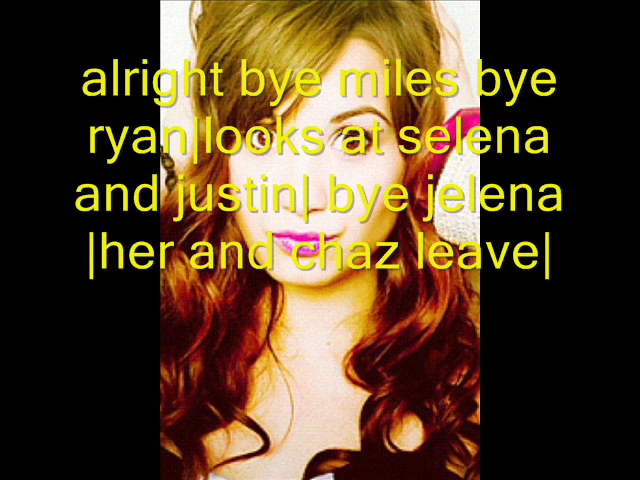 alright bye miles bye
ryan|looks at selena
and justin| bye jelena
|her and chaz leave|